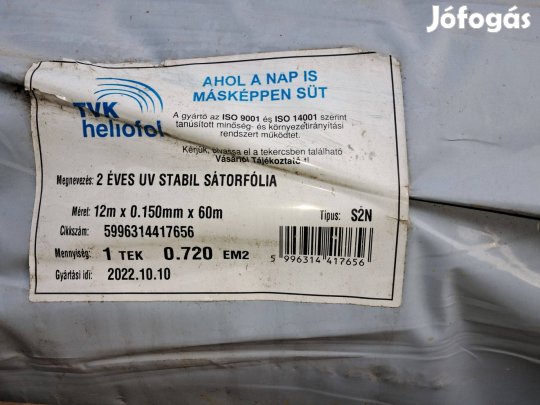 Jófogás
TVK
heliofol
AHOL A NAP IS
MÁSKÉPPEN SÜT
A gyártó az ISO 9001 és ISO 14001 szerint
tanúsított minőség- és környezetirányítási
rendszert működtet.
Kérjük, olvassa el a tekercsben található
Vásárlói Tájékoztató
Megnevezés: 2 ÉVES UV STABIL SÁTORFÓLIA
Méret: 12m x 0.150mm x 60m
Típus: S2N
Cikkszám: 5996314417656
Mennyiség: 1 TEK 0.720 EM2
Gyártási idő: 2022.10.10
5 996314 417656